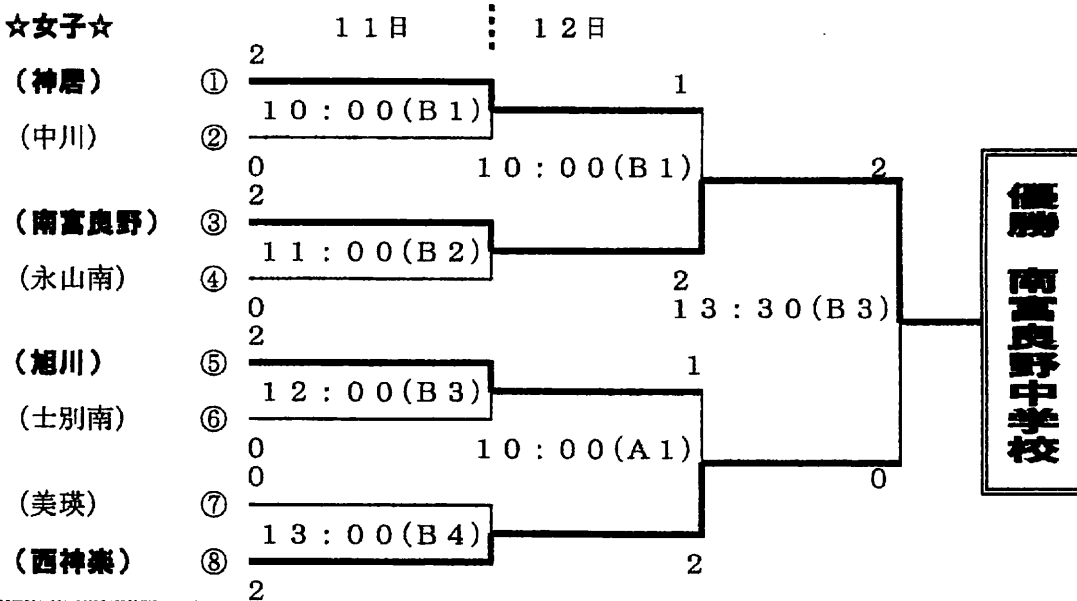 ☆女子☆ 11日 12日
2
(神居) ① 1
10:00(B1)
(中川) ②
0 10:00(B1) 2
2
(南富良野) ③
11:00(B2)
(永山南) ④ 2
0 13:30(B3)
2
(旭川) ⑤ 1
12:00(B3)
(士別南) ⑥
0 10:00(A1)
0 0
(美瑛) ⑦
13:00(B4)
(西神楽) ⑧ 2
2
優勝 南富良野中学校